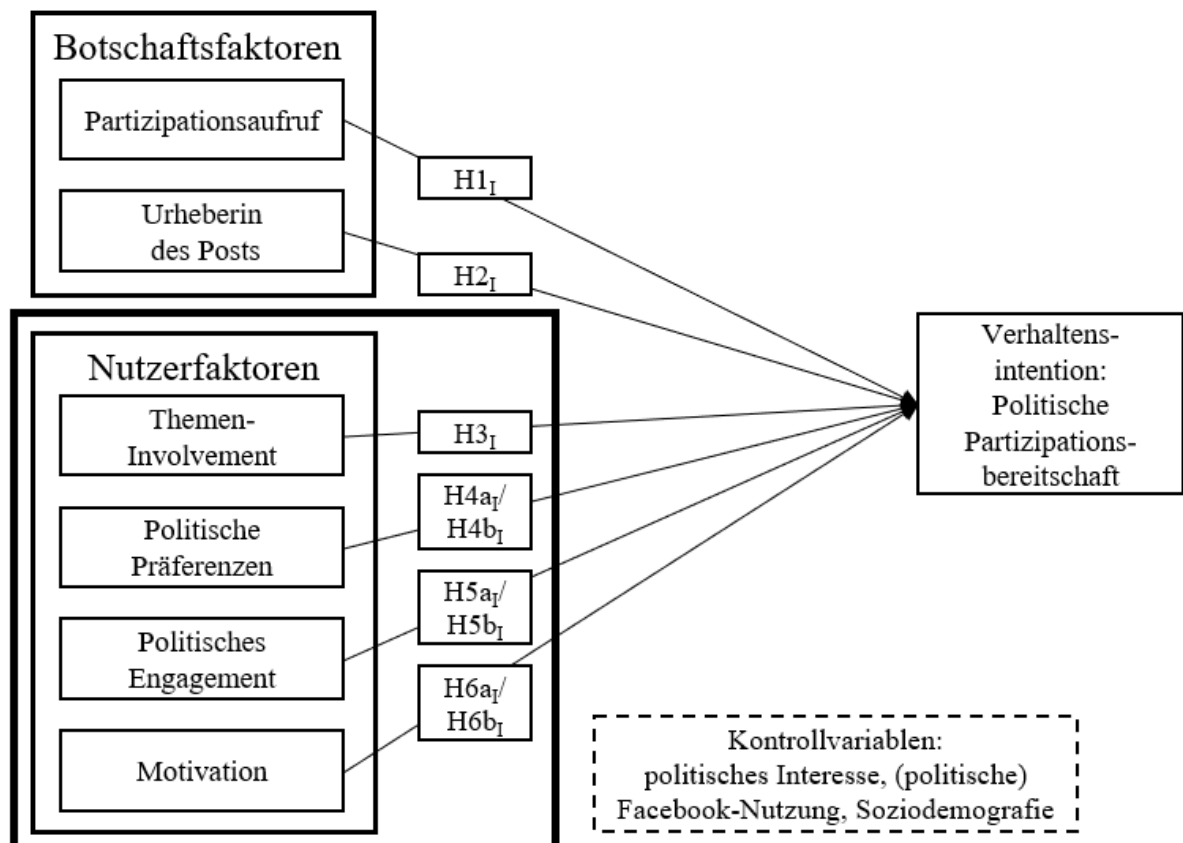 Botschaftsfaktoren
Partizipationsaufruf
H1I
Urheberin
des Posts
H2I
Nutzerfaktoren
Themen-
Involvement
H3I
Politische
Präferenzen
H4aI/
H4bI
Politisches
Engagement
H5aI/
H5bI
Motivation
H6aI/
H6bI
Verhaltens-
intention:
Politische
Partizipations-
bereitschaft
Kontrollvariablen:
politisches Interesse, (politische)
Facebook-Nutzung, Soziodemografie